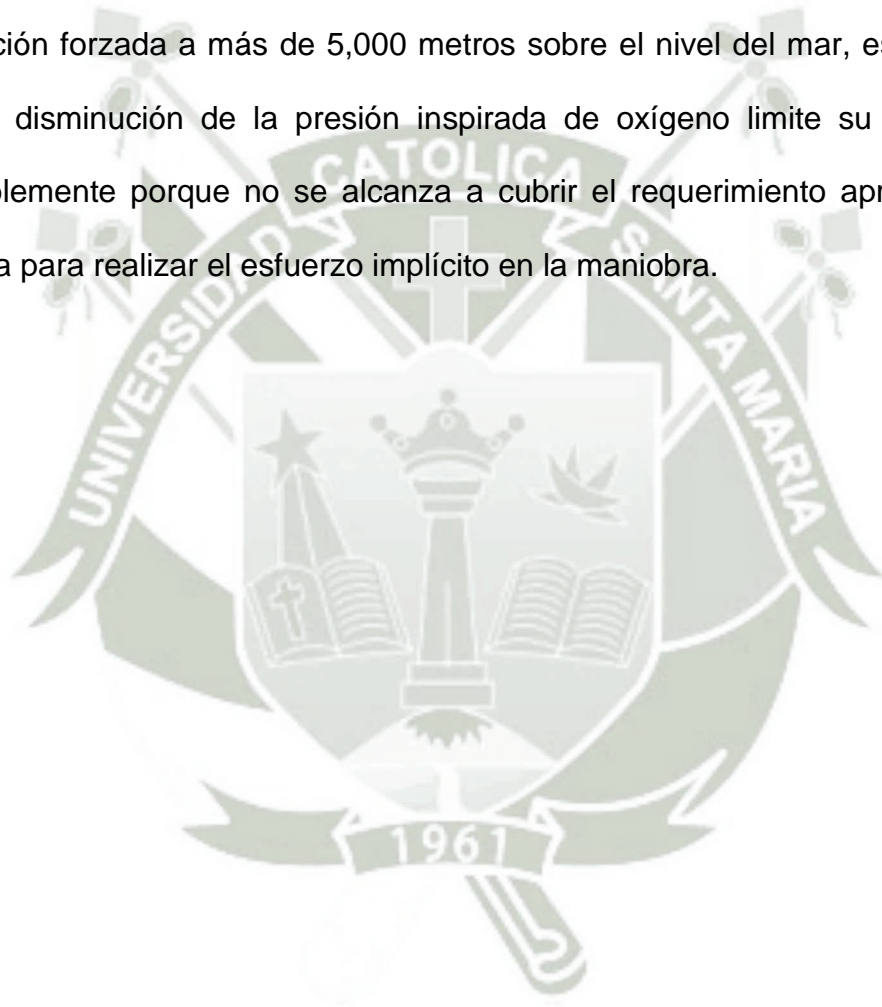 ción forzada a más de 5,000 metros sobre el nivel del mar, es
disminución de la presión inspirada de oxígeno limite su
lemente porque no se alcanza a cubrir el requerimiento apr
a para realizar el esfuerzo implícito en la maniobra.
UNIVERSIDAD CATOLICA SANTA MARIA
1961